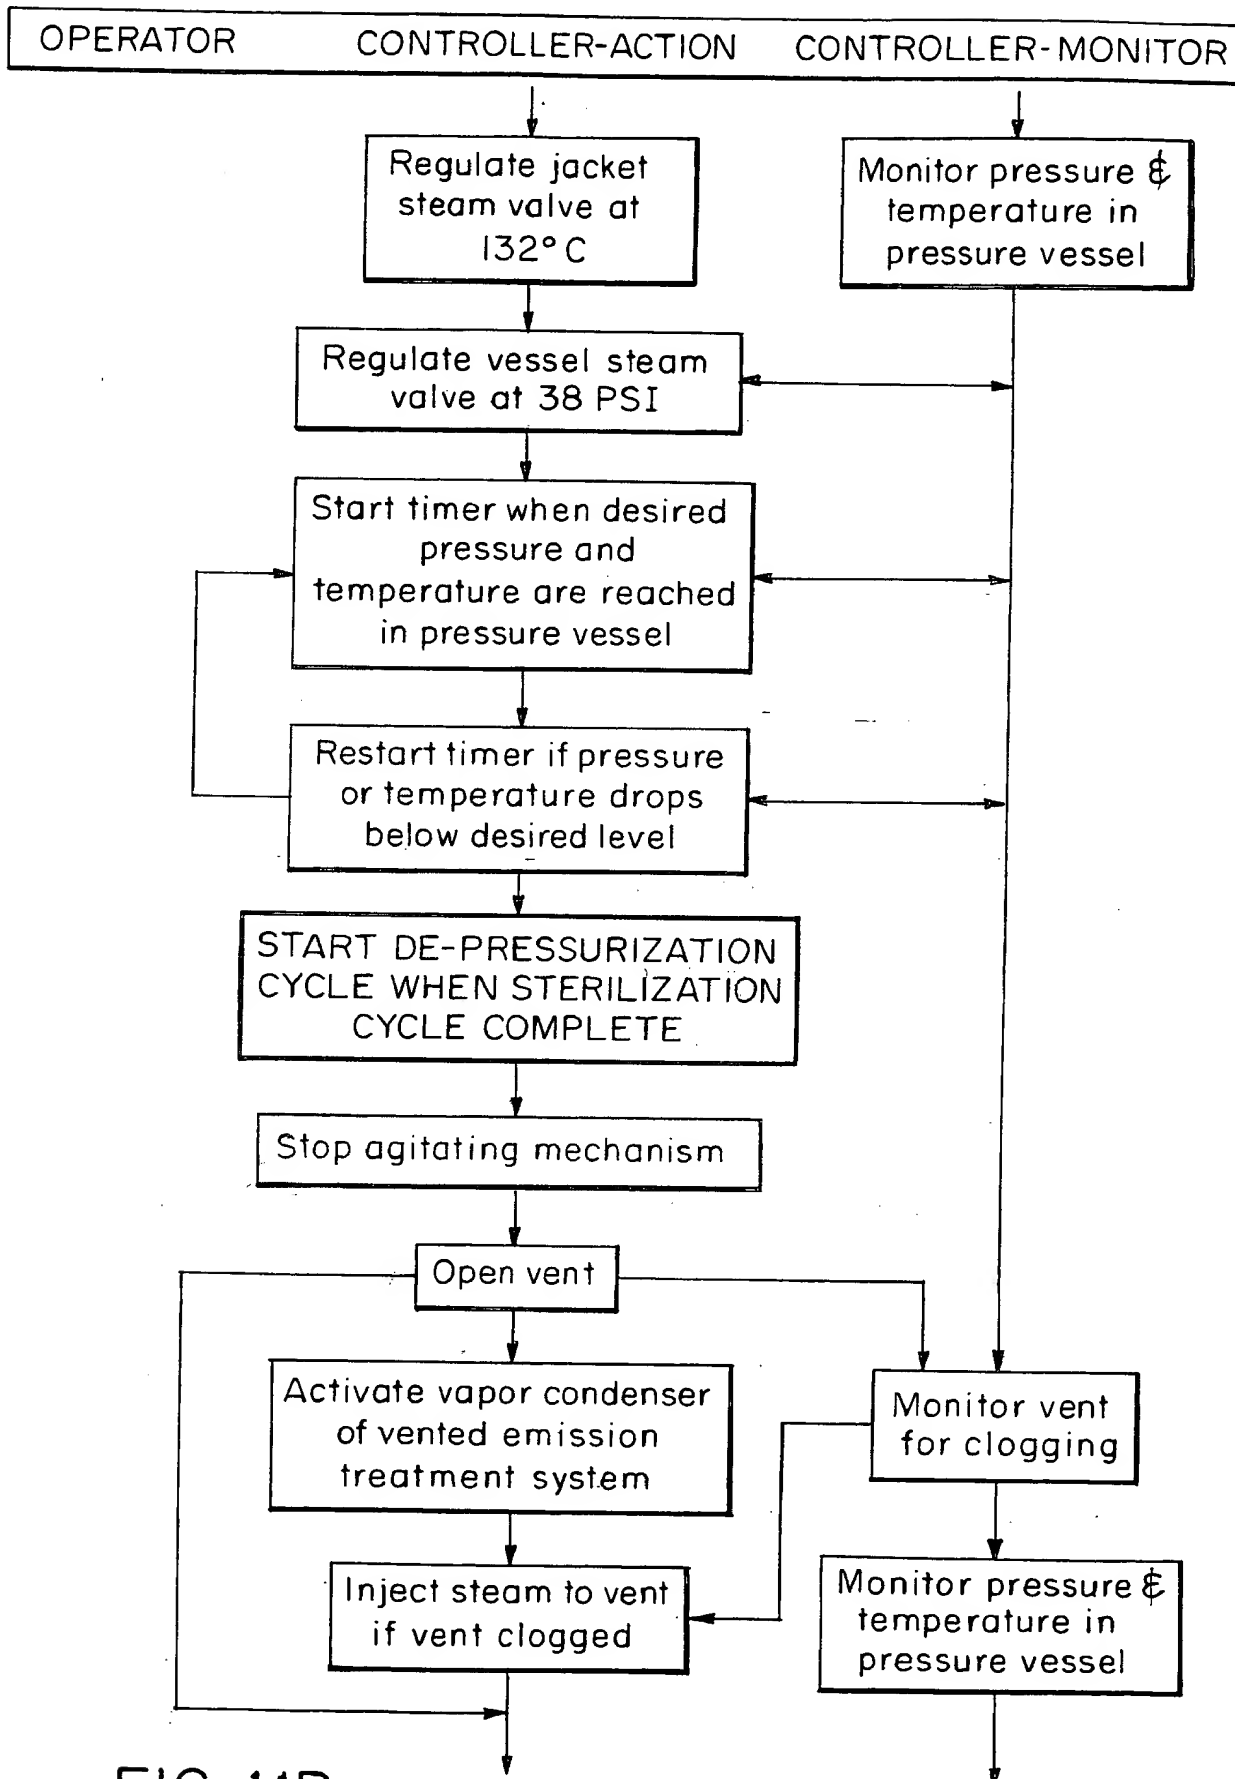 OPERATOR CONTROLLER-ACTION CONTROLLER-MONITOR
Regulate jacket
steam valve at
132° C
Monitor pressure &
temperature in
pressure vessel
Regulate vessel steam
valve at 38 PSI
Start timer when desired
pressure and
temperature are reached
in pressure vessel
Restart timer if pressure
or temperature drops
below desired level
START DE-PRESSURIZATION
CYCLE WHEN STERILIZATION
CYCLE COMPLETE
Stop agitating mechanism
Open vent
Activate vapor condenser
of vented emission
treatment system
Monitor vent
for clogging
Inject steam to vent
if vent clogged
Monitor pressure &
temperature in
pressure vessel